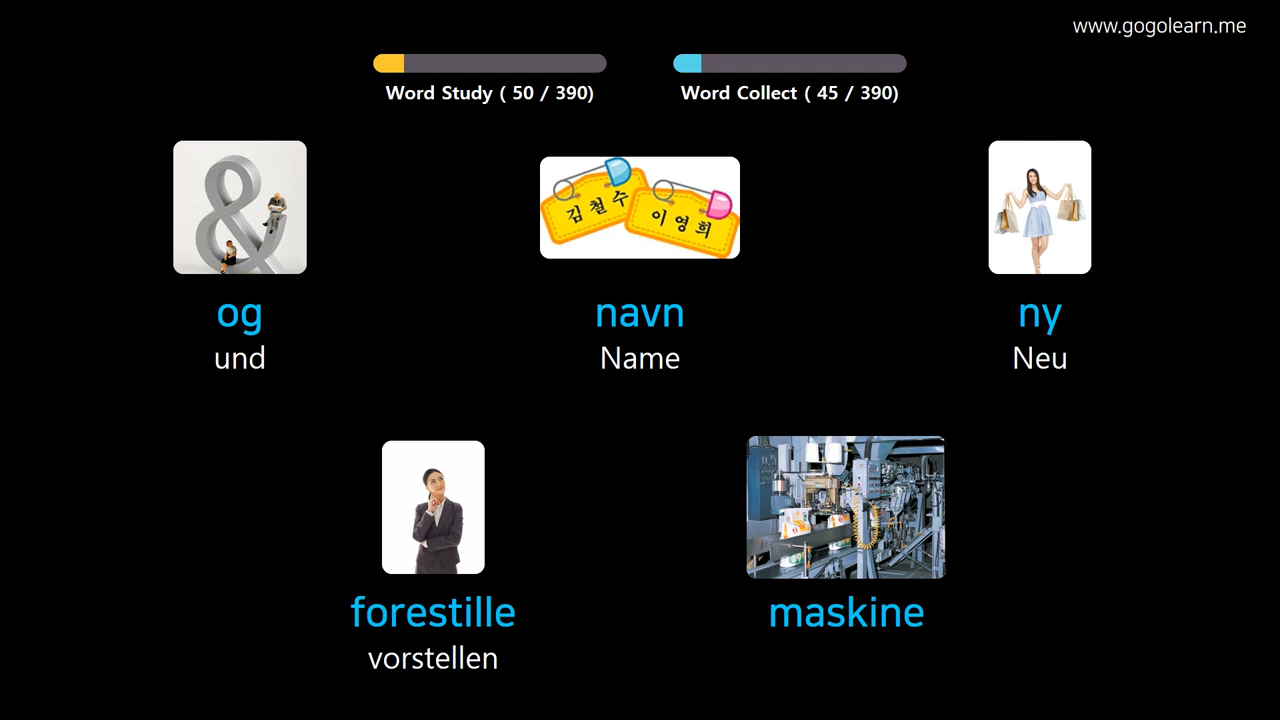 www.gogolearn.me
Word Study ( 50 / 390)
Word Collect ( 45 / 390)
김철수
이영희
og
und
navn
Name
ny
Neu
forestille
vorstellen
maskine